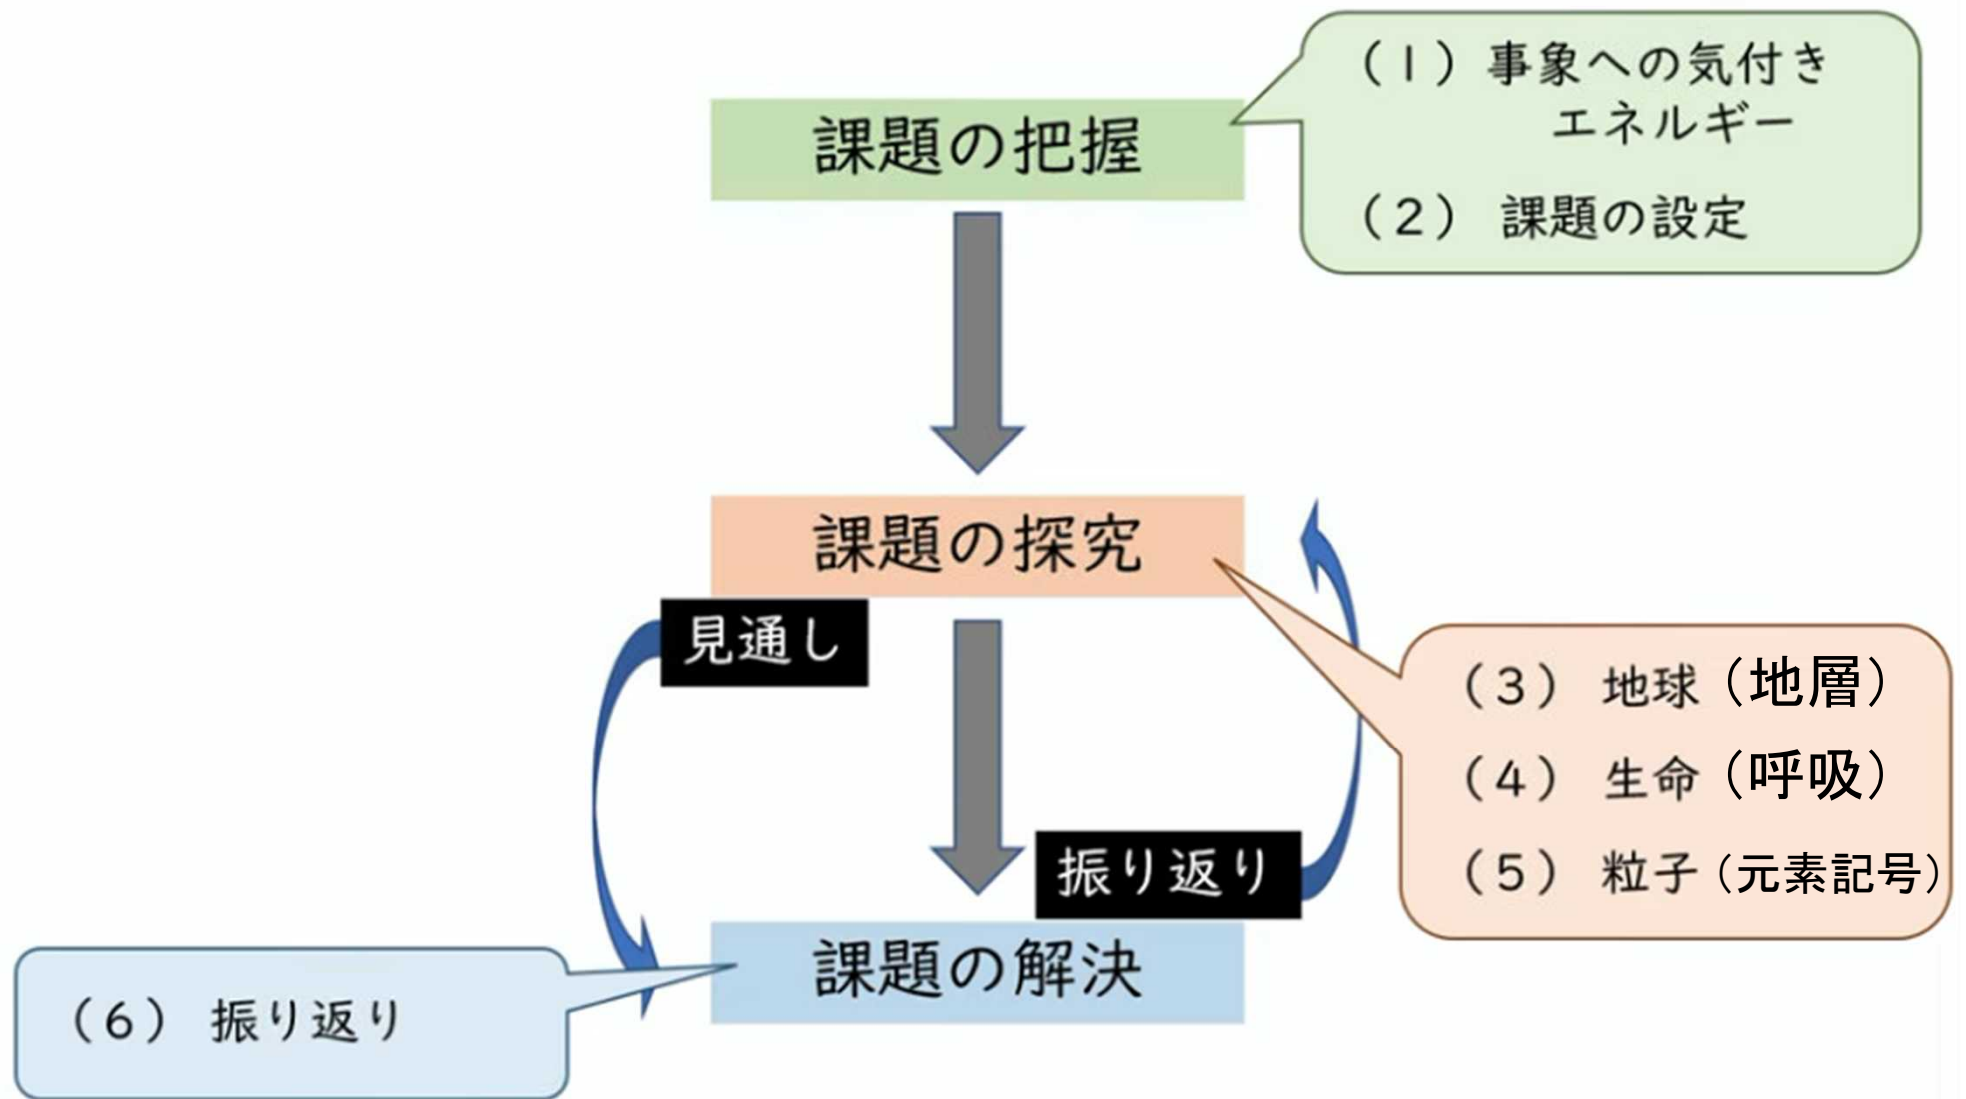 （１）事象への気付き
エネルギー
（２） 課題の設定
課題の把握
課題の探究
見通し
（３） 地球（地層）
（４） 生命（呼吸）
（５） 粒子（元素記号）
振り返り
課題の解決
（６） 振り返り